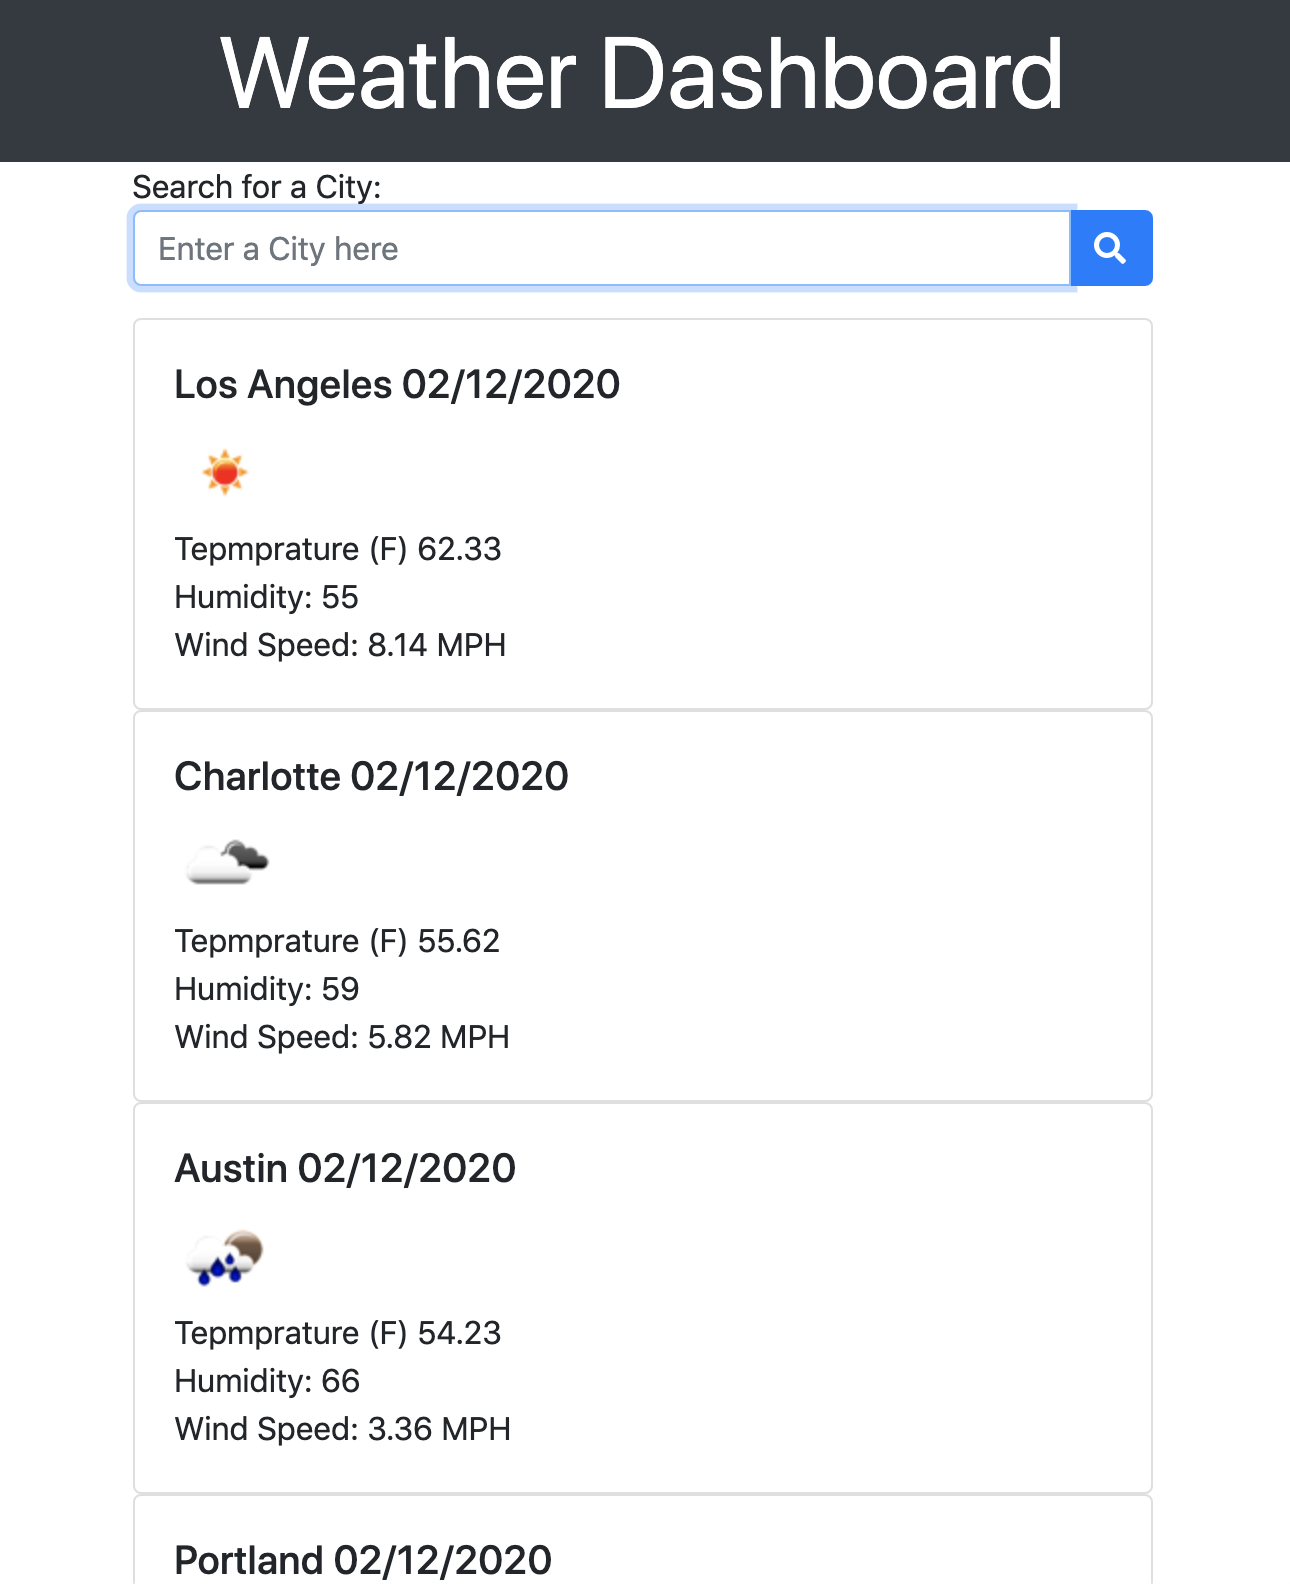 Weather Dashboard
Search for a City:
Enter a City here
Los Angeles 02/12/2020
Tepmprature (F) 62.33
Humidity: 55
Wind Speed: 8.14 MPH
Charlotte 02/12/2020
Tepmprature (F) 55.62
Humidity: 59
Wind Speed: 5.82 MPH
Austin 02/12/2020
Tepmprature (F) 54.23
Humidity: 66
Wind Speed: 3.36 MPH
Portland 02/12/2020